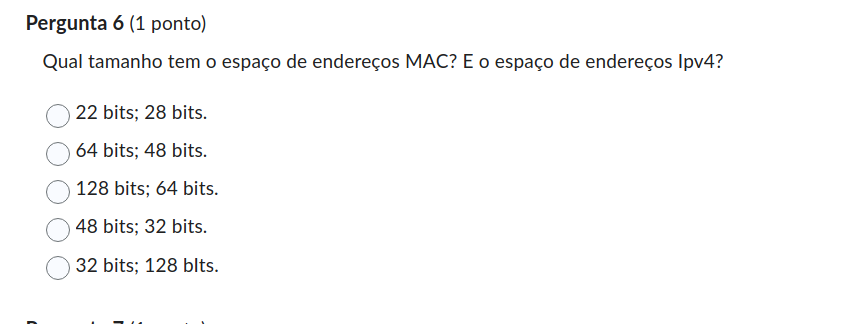 Pergunta 6 (1 ponto)
Qual tamanho tem o espaço de endereços MAC? E o espaço de endereços Ipv4?
22 bits; 28 bits.
64 bits; 48 bits.
128 bits; 64 bits.
48 bits; 32 bits.
32 bits; 128 blts.